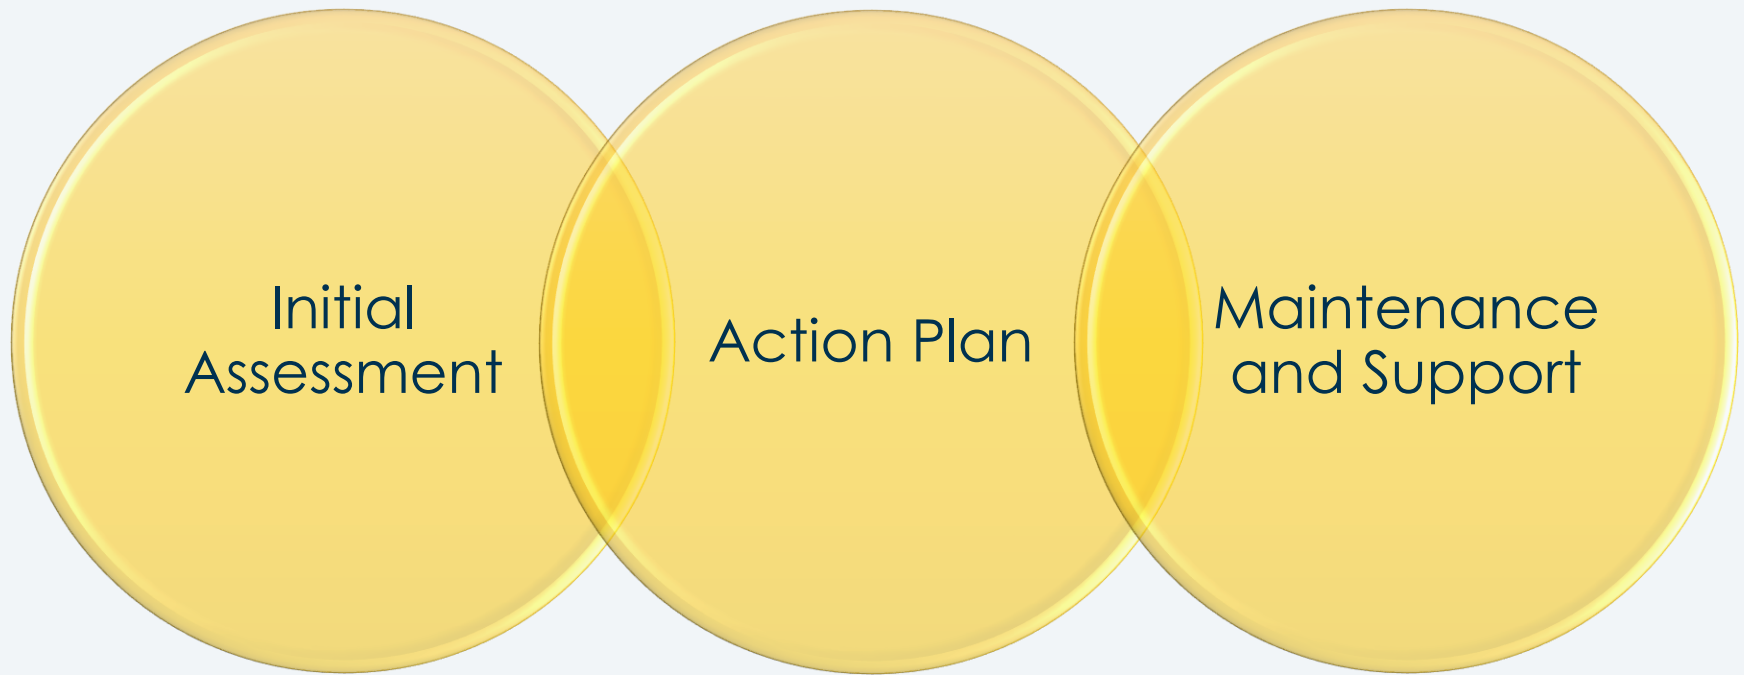 Initial
Assessment
Action Plan
Maintenance
and Support